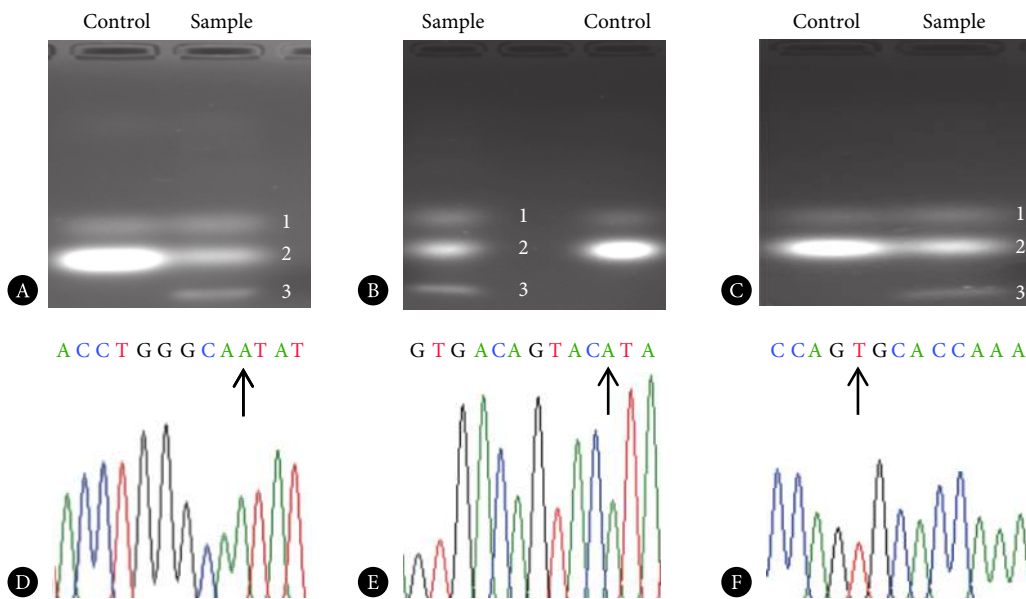 Control Sample
Sample Control
Control Sample
1
2
3
A
1
2
3
B
1
2
3
C
A C C T G G G C A A T A T
G T G A C A G T A C A T A
C C A G T G C A C C A A A
D
E
F